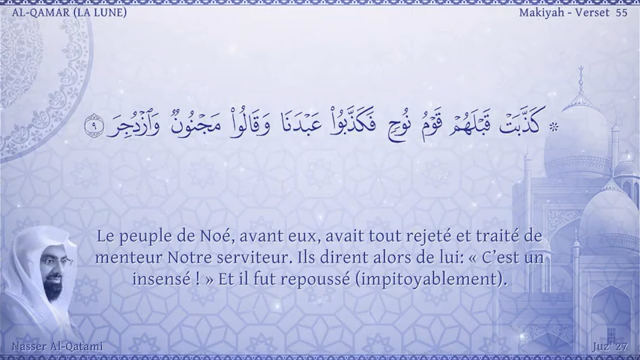 AL-QAMAR (LA LUNE)
Makiyah - Verset 55
۞ كَذَّبَتْ قَبْلَهُمْ قَوْمُ نُوحٍ فَكَذَّبُوا۟ عَبْدَنَا وَقَالُوا۟ مَجْنُونٌ وَٱزْدُجِرَ ٩
Le peuple de Noé, avant eux, avait tout rejeté et traité de
menteur Notre serviteur. Ils dirent alors de lui: « C'est un
insensé ! » Et il fut repoussé (impitoyablement).
Nasser Al-Qatami
Juz' 27